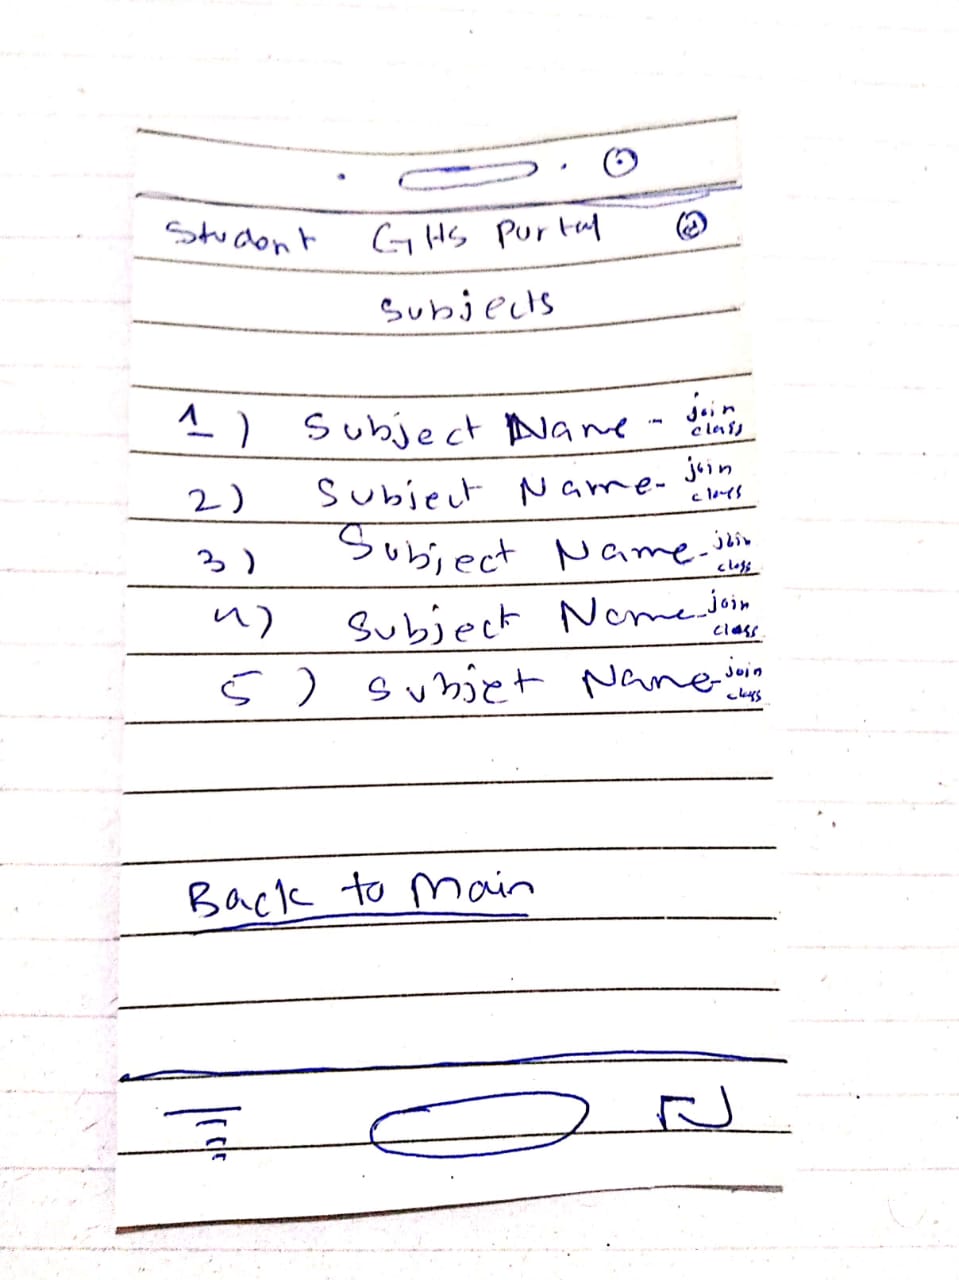 Student GHS Portal
Subjects
1) Subject Name - join class
2) Subject Name - join class
3) Subject Name - join class
4) Subject Name - join class
5) Subjet Name - join class
Back to Main